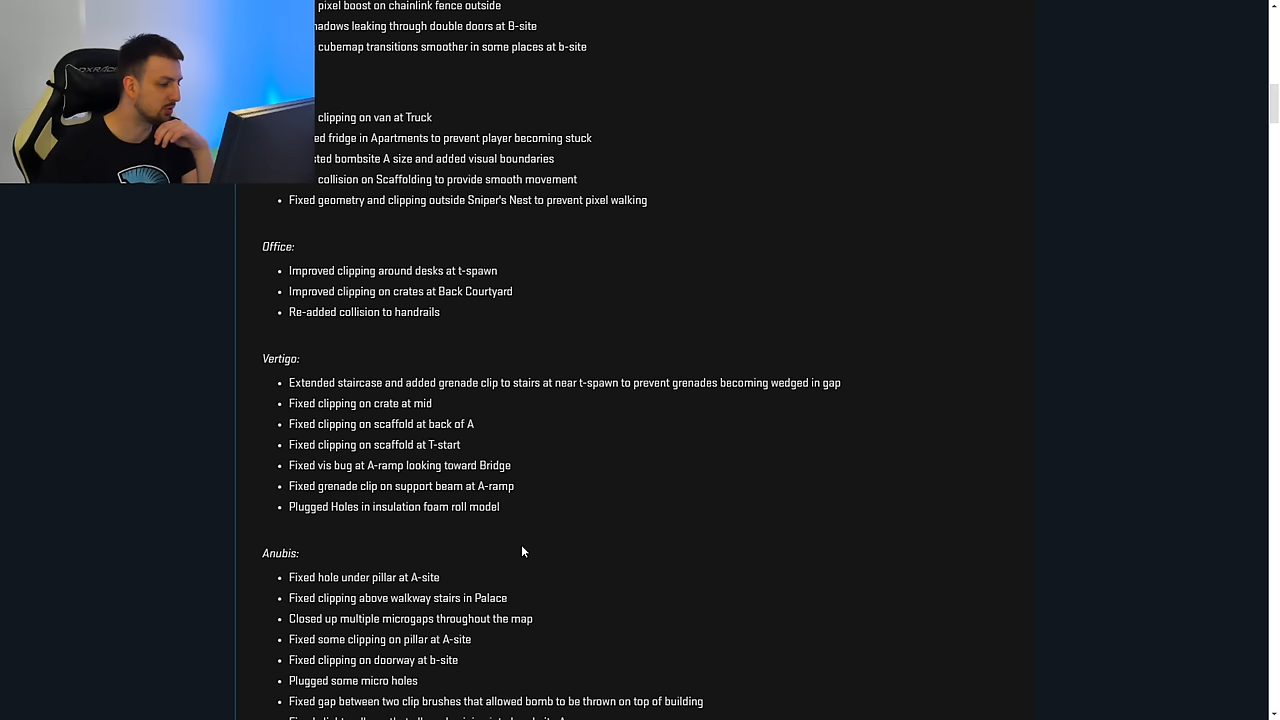 pixel boost on chainlink fence outside
hadows leaking through double doors at B-site
cubemap transitions smoother in some places at b-site
clipping on van at Truck
ed fridge in Apartments to prevent player becoming stuck
sted bombsite A size and added visual boundaries
collision on Scaffolding to provide smooth movement
• Fixed geometry and clipping outside Sniper's Nest to prevent pixel walking
Office:
• Improved clipping around desks at t-spawn
• Improved clipping on crates at Back Courtyard
• Re-added collision to handrails
Vertigo:
• Extended staircase and added grenade clip to stairs at near t-spawn to prevent grenades becoming wedged in gap
• Fixed clipping on crate at mid
• Fixed clipping on scaffold at back of A
• Fixed clipping on scaffold at T-start
• Fixed vis bug at A-ramp looking toward Bridge
• Fixed grenade clip on support beam at A-ramp
• Plugged Holes in insulation foam roll model
Anubis:
• Fixed hole under pillar at A-site
• Fixed clipping above walkway stairs in Palace
• Closed up multiple microgaps throughout the map
• Fixed some clipping on pillar at A-site
• Fixed clipping on doorway at b-site
• Plugged some micro holes
• Fixed gap between two clip brushes that allowed bomb to be thrown on top of building